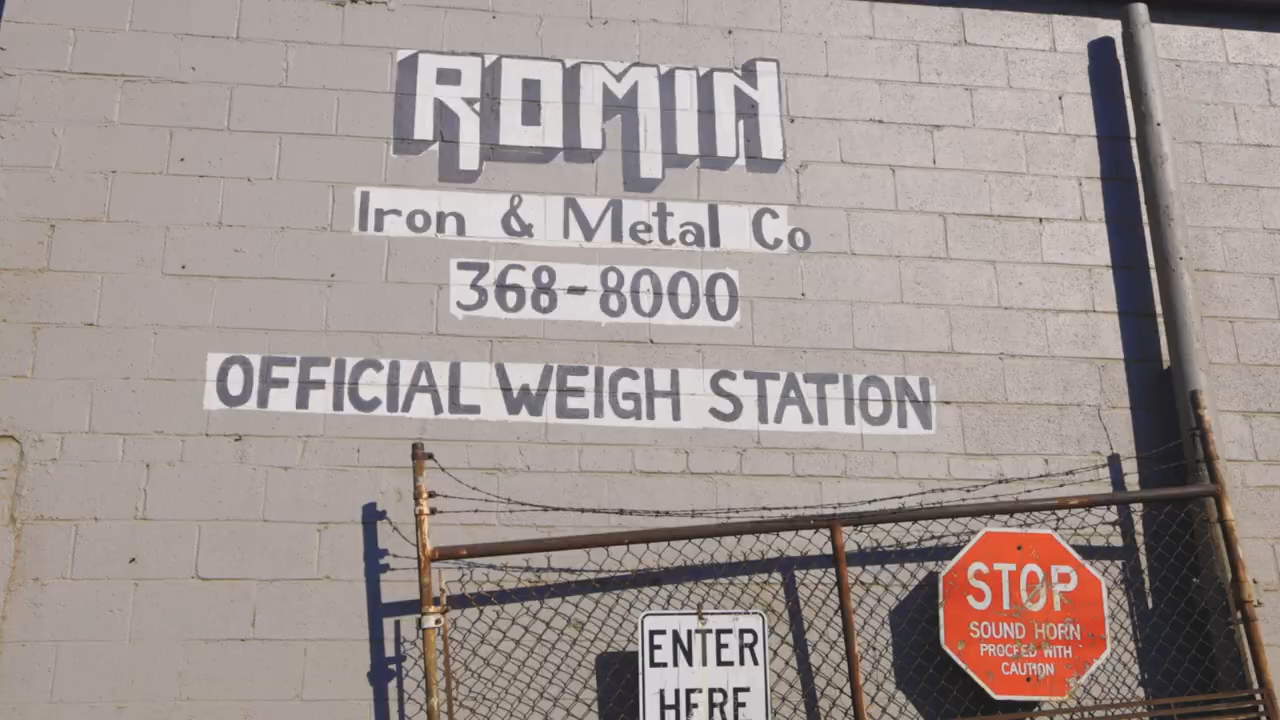 ROMIN
Iron & Metal Co
368-8000
OFFICIAL WEIGH STATION
ENTER
HERE
STOP
SOUND HORN
PROCEED WITH
CAUTION